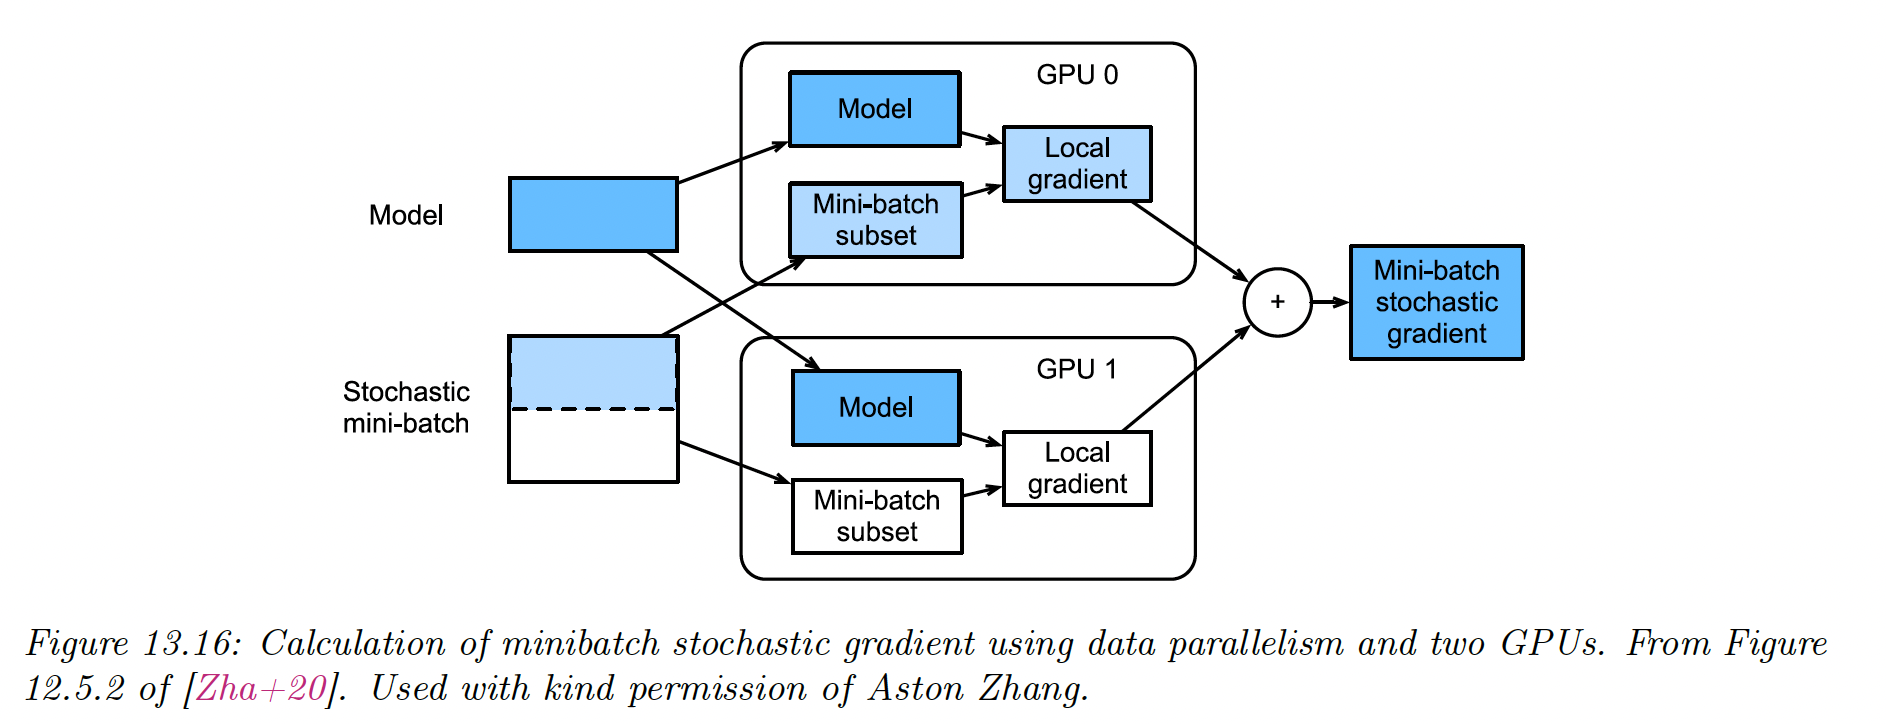 GPU 0
Model
Local
gradient
Mini-batch
subset
Model
Mini-batch
stochastic
gradient
+
GPU 1
Stochastic
mini-batch
Model
Local
gradient
Mini-batch
subset
Figure 13.16: Calculation of minibatch stochastic gradient using data parallelism and two GPUs. From Figure
12.5.2 of [Zha+20]. Used with kind permission of Aston Zhang.